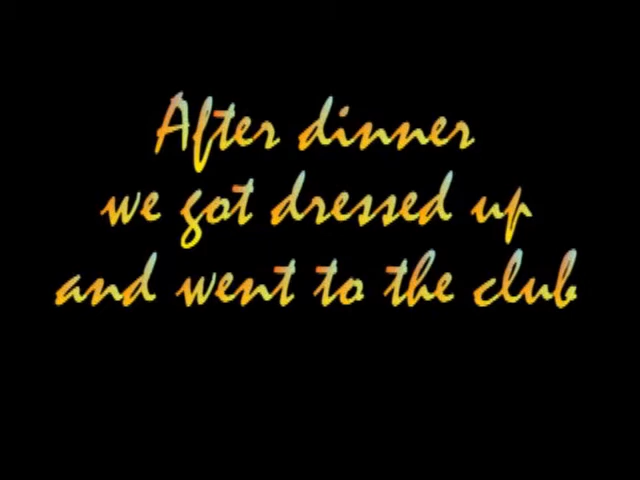 After dinner
we got dressed up
and went to the club